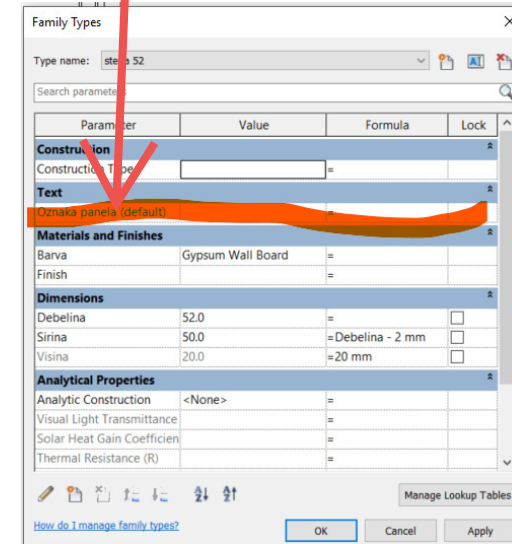 Family Types
Type name: stena 52
Search parameters
Parameter Value Formula Lock
Construction
Construction Type =
Text
Oznaka panela (default) =
Materials and Finishes
Barva Gypsum Wall Board =
Finish =
Dimensions
Debelina 52.0 =
Sirina 50.0 =Debelina - 2 mm
Visina 20.0 =20 mm
Analytical Properties
Analytic Construction <None> =
Visual Light Transmittance =
Solar Heat Gain Coefficien =
Thermal Resistance (R) =
Manage Lookup Tables
How do I manage family types?
OK Cancel Apply